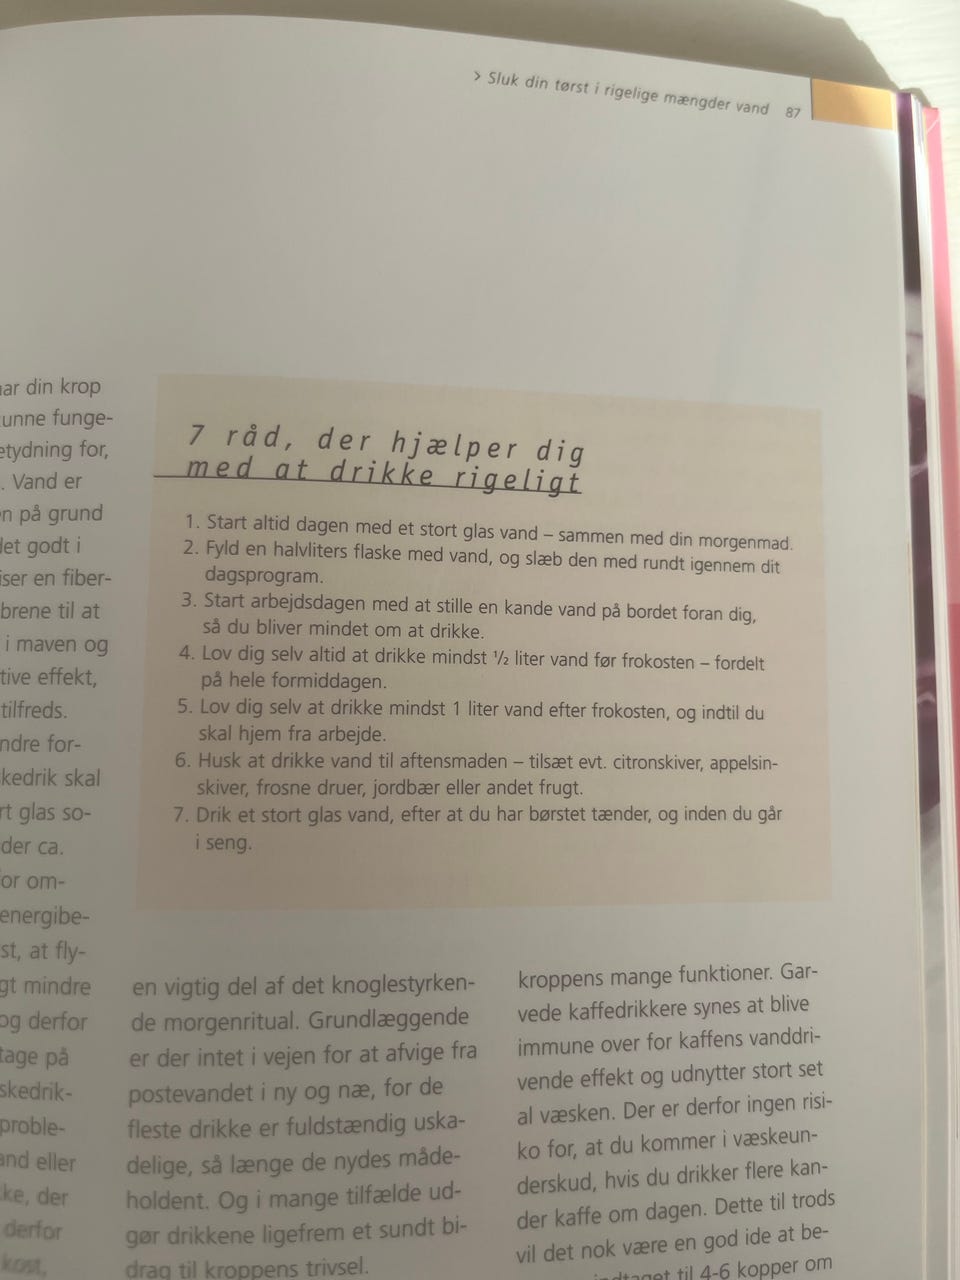 > Sluk din tørst i rigelige mængder vand 87
ar din krop
unne funge-
etydning for,
. Vand er
n på grund
et godt i
iser en fiber-
brene til at
i maven og
tive effekt,
tilfreds.
ndre for-
kedrik skal
rt glas so-
der ca.
or om-
energibe-
st, at fly-
gt mindre
og derfor
tage på
skedrik-
proble-
and eller
ke, der
derfor
kost,
7 råd, der hjælper dig
med at drikke rigeligt
1. Start altid dagen med et stort glas vand – sammen med din morgenmad.
2. Fyld en halvliters flaske med vand, og slæb den med rundt igennem dit
dagsprogram.
3. Start arbejdsdagen med at stille en kande vand på bordet foran dig,
så du bliver mindet om at drikke.
4. Lov dig selv altid at drikke mindst ½ liter vand før frokosten – fordelt
på hele formiddagen.
5. Lov dig selv at drikke mindst 1 liter vand efter frokosten, og indtil du
skal hjem fra arbejde.
6. Husk at drikke vand til aftensmaden – tilsæt evt. citronskiver, appelsin-
skiver, frosne druer, jordbær eller andet frugt.
7. Drik et stort glas vand, efter at du har børstet tænder, og inden du går
i seng.
en vigtig del af det knoglestyrken-
de morgenritual. Grundlæggende
er der intet i vejen for at afvige fra
postevandet i ny og næ, for de
fleste drikke er fuldstændig uska-
delige, så længe de nydes måde-
holdent. Og i mange tilfælde ud-
gør drikkene ligefrem et sundt bi-
drag til kroppens trivsel.
kroppens mange funktioner. Gar-
vede kaffedrikkere synes at blive
immune over for kaffens vanddri-
vende effekt og udnytter stort set
al væsken. Der er derfor ingen risi-
ko for, at du kommer i væskeun-
derskud, hvis du drikker flere kan-
der kaffe om dagen. Dette til trods
vil det nok være en god ide at be-
indtaget til 4-6 kopper om